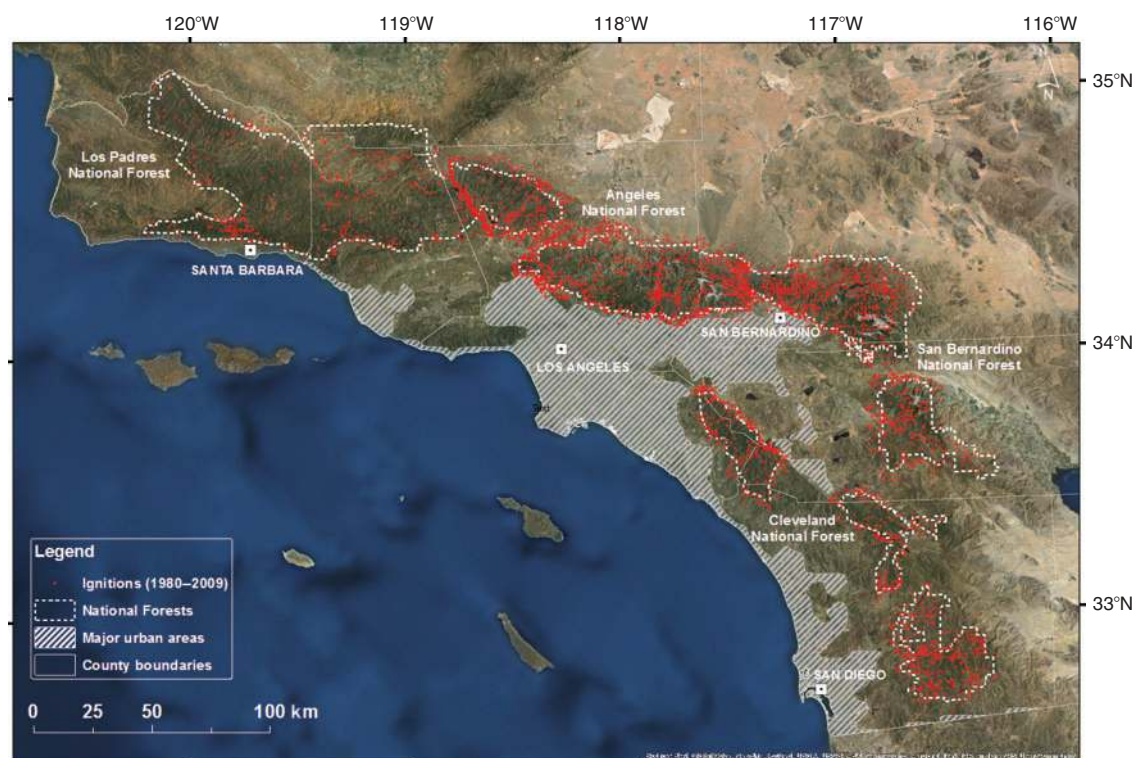 120°W 119°W 118°W 117°W 116°W
35°N
N
Los Padres
National Forest
Angeles
National Forest
SANTA BARBARA
SAN BERNARDINO
34°N
LOS ANGELES
San Bernardino
National Forest
Cleveland
National Forest
Legend
Ignitions (1980–2009)
National Forests
Major urban areas
County boundaries
33°N
SAN DIEGO
0 25 50 100 km